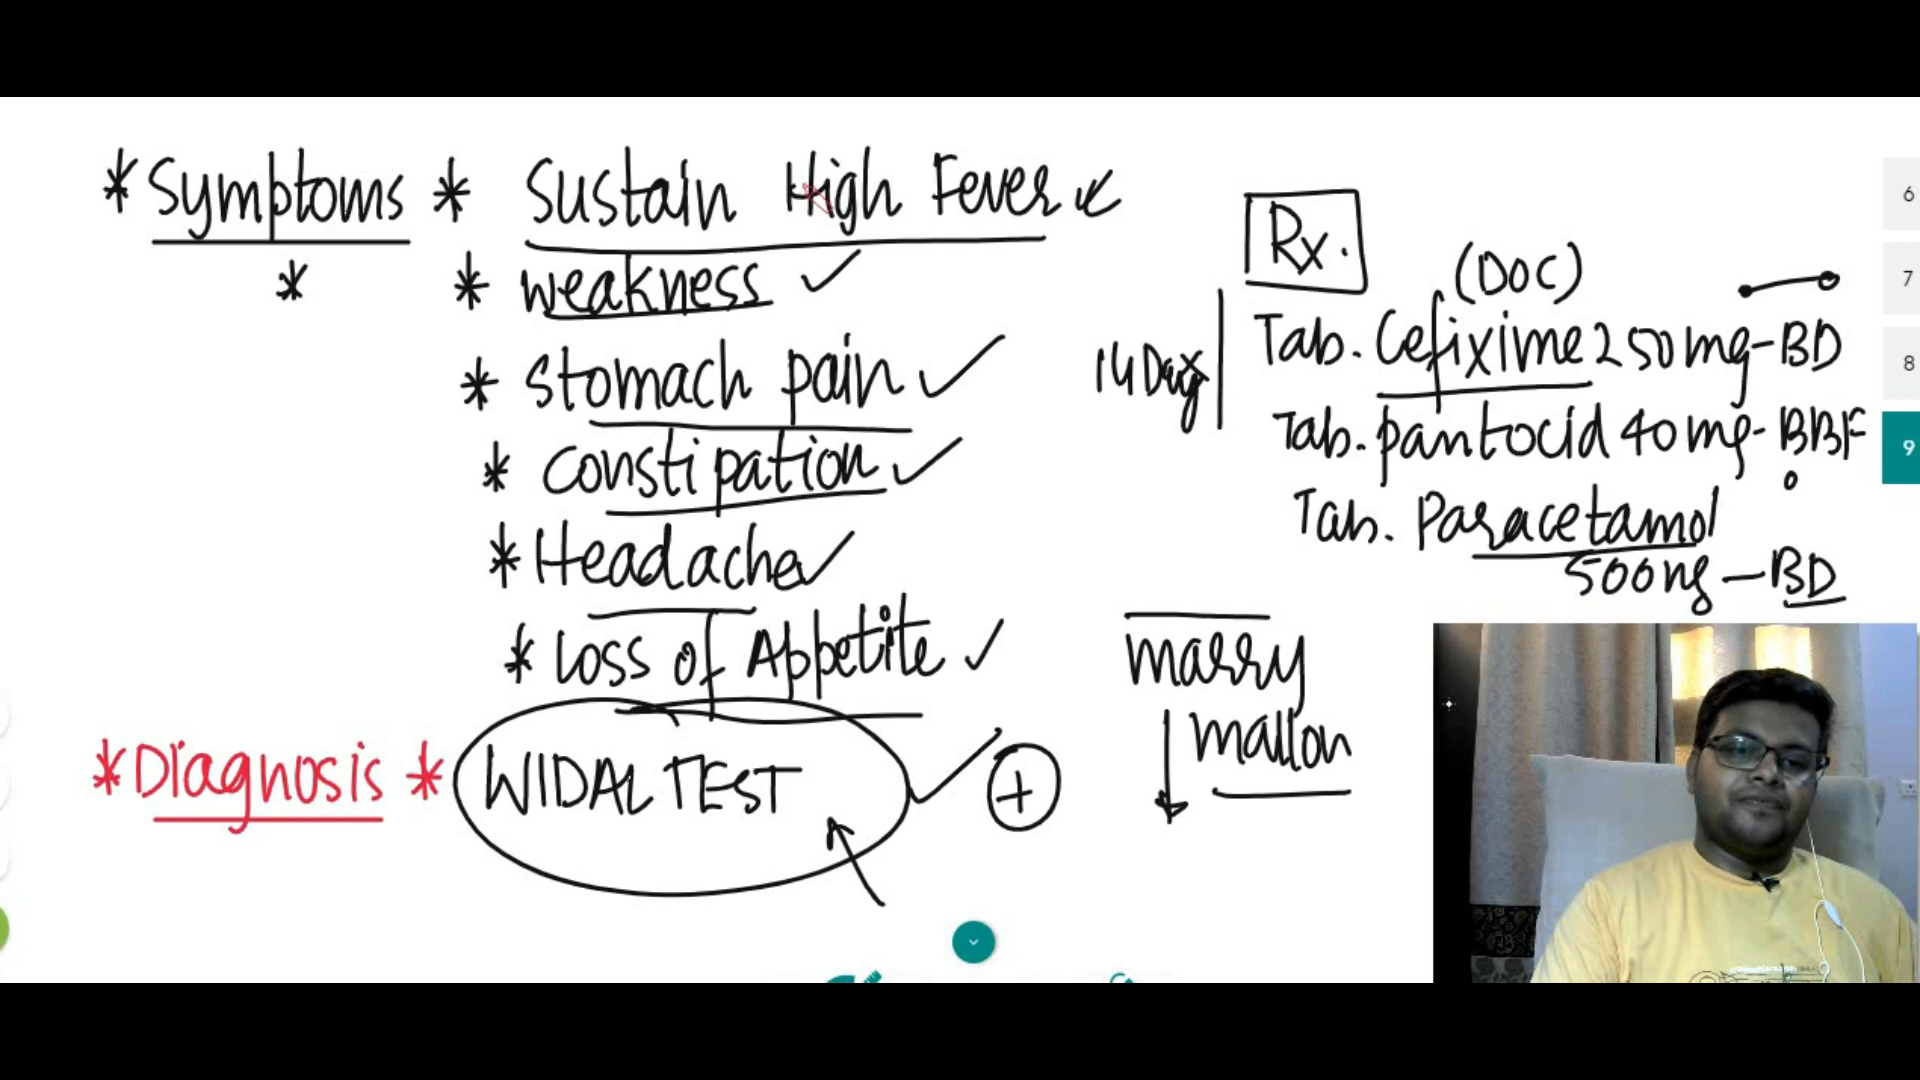 *Symptoms * Sustain High Fever
* * weakness
* Stomach pain
* Constipation
* Headache
* Loss of Appetite
*Diagnosis * WIDAL TEST +
Rx.
(DOC)
14 Days
Tab. Cefixime 250mg-BD
Tab. pantocid 40mg- BBF
Tab. Paracetamol
500mg - BD
marry
mallon
6
7
8
9